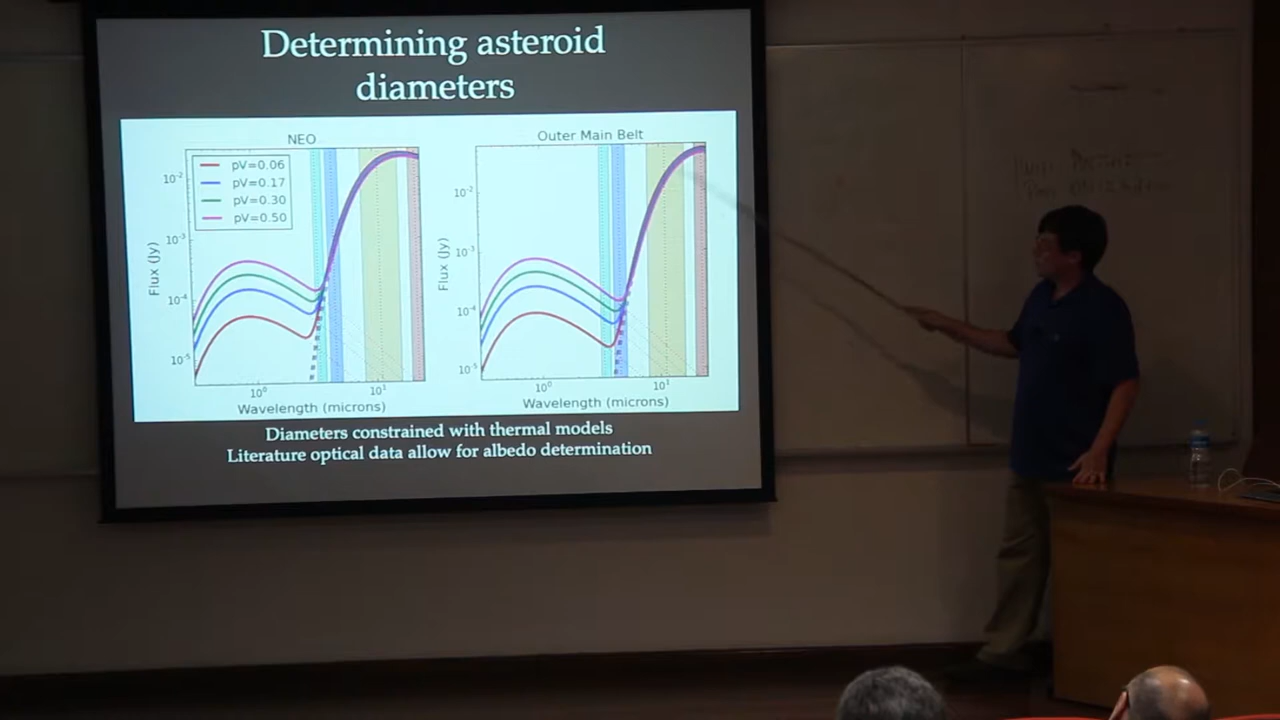 Determining asteroid
diameters
NEO
pV=0.06
pV=0.17
pV=0.30
pV=0.50
10⁻²
10⁻³
10⁻⁴
10⁻⁵
Flux (Jy)
10⁰
10¹
Wavelength (microns)
Outer Main Belt
10⁻²
10⁻³
10⁻⁴
10⁻⁵
Flux (Jy)
10⁰
10¹
Wavelength (microns)
Diameters constrained with thermal models
Literature optical data allow for albedo determination